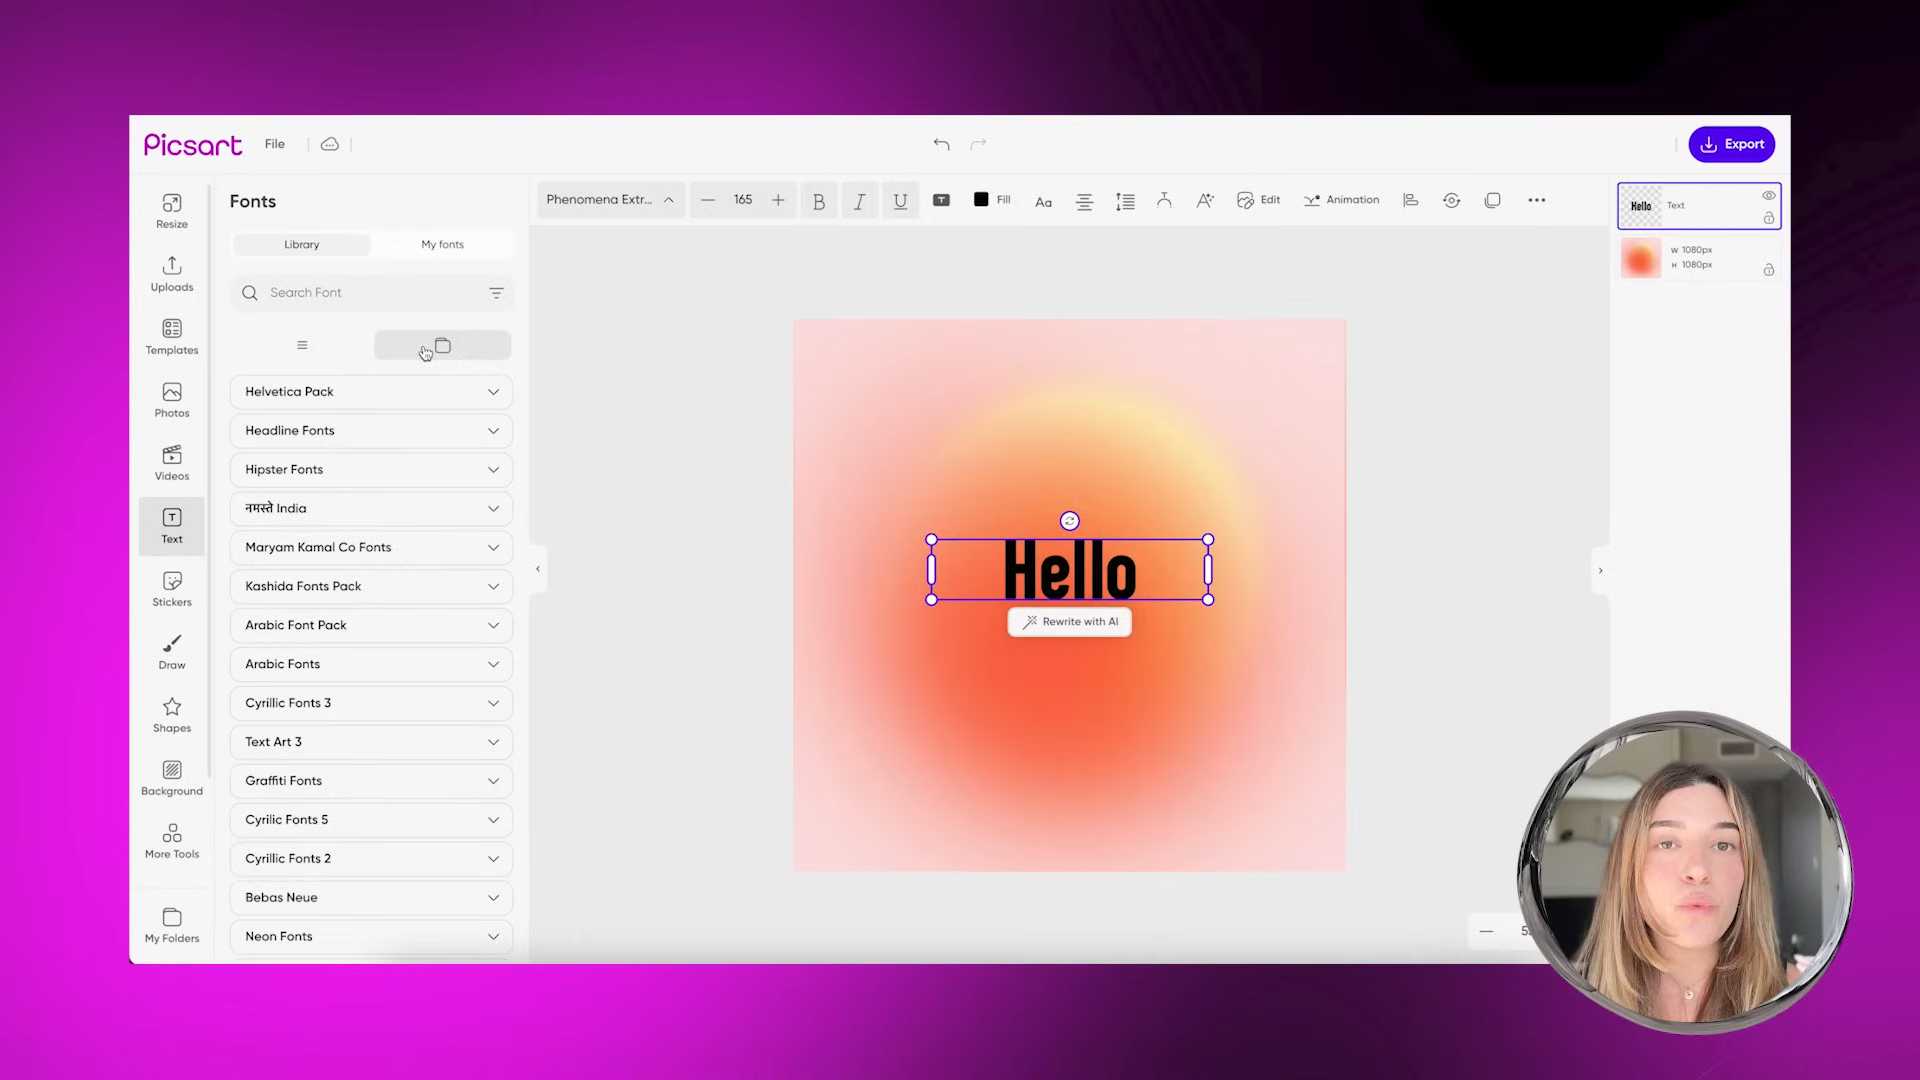 Picsart File Export
Resize
Uploads
Templates
Photos
Videos
Text
Stickers
Draw
Shapes
Background
More Tools
My Folders
Fonts
Library My fonts
Search Font
Helvetica Pack
Headline Fonts
Hipster Fonts
नमस्ते India
Maryam Kamal Co Fonts
Kashida Fonts Pack
Arabic Font Pack
Arabic Fonts
Cyrillic Fonts 3
Text Art 3
Graffiti Fonts
Cyrilic Fonts 5
Cyrillic Fonts 2
Bebas Neue
Neon Fonts
Phenomena Extr... 165 B I U T Fill Aa Edit Animation
Hello
Rewrite with AI
Hello Text
W 1080px
H 1080px